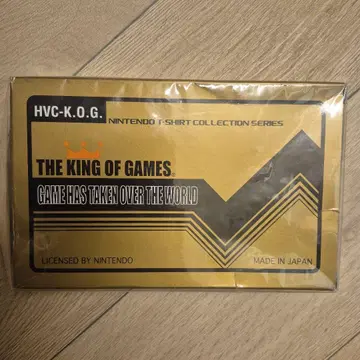 HVC-K.O.G.
NINTENDO T-SHIRT COLLECTION SERIES
THE KING OF GAMES®
GAME HAS TAKEN OVER THE WORLD
LICENSED BY NINTENDO
MADE IN JAPAN